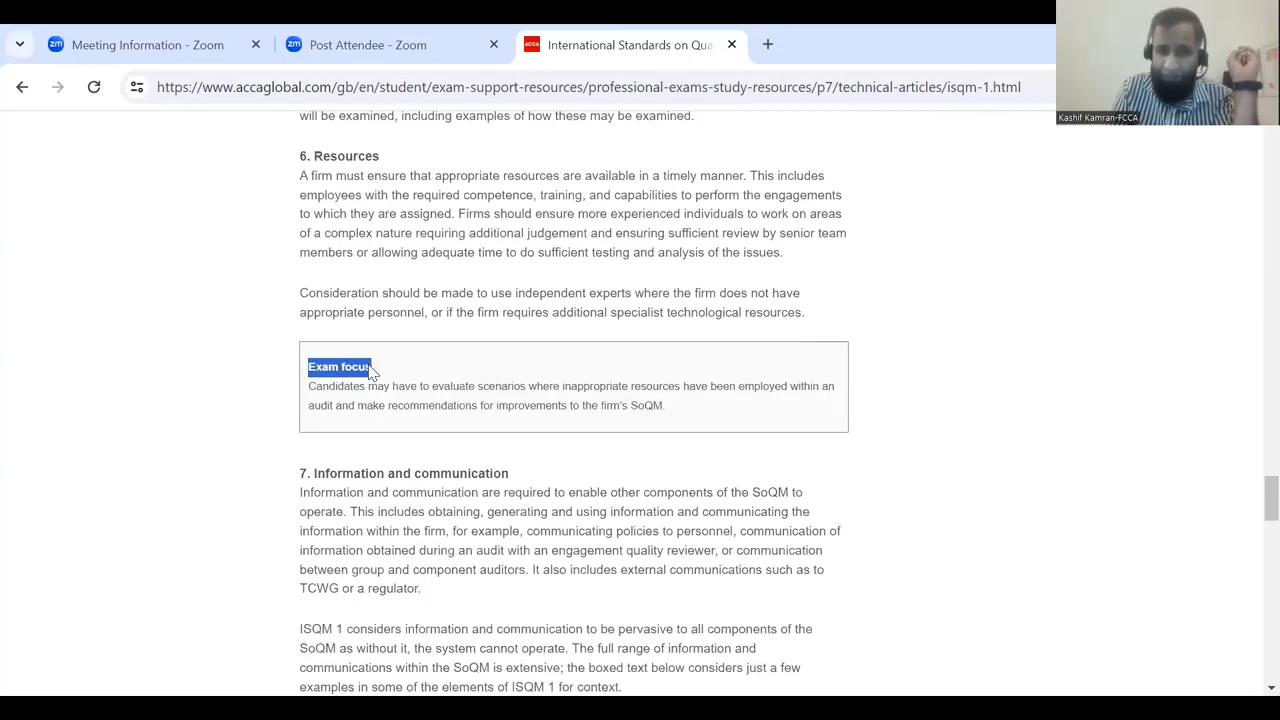 Meeting Information - Zoom
Post Attendee - Zoom
ACCA
International Standards on Qua
https://www.accaglobal.com/gb/en/student/exam-support-resources/professional-exams-study-resources/p7/technical-articles/isqm-1.html
Kashif Kamran-FCCA
will be examined, including examples of how these may be examined.
6. Resources
A firm must ensure that appropriate resources are available in a timely manner. This includes
employees with the required competence, training, and capabilities to perform the engagements
to which they are assigned. Firms should ensure more experienced individuals to work on areas
of a complex nature requiring additional judgement and ensuring sufficient review by senior team
members or allowing adequate time to do sufficient testing and analysis of the issues.
Consideration should be made to use independent experts where the firm does not have
appropriate personnel, or if the firm requires additional specialist technological resources.
Exam focus
Candidates may have to evaluate scenarios where inappropriate resources have been employed within an
audit and make recommendations for improvements to the firm's SoQM.
7. Information and communication
Information and communication are required to enable other components of the SoQM to
operate. This includes obtaining, generating and using information and communicating the
information within the firm, for example, communicating policies to personnel, communication of
information obtained during an audit with an engagement quality reviewer, or communication
between group and component auditors. It also includes external communications such as to
TCWG or a regulator.
ISQM 1 considers information and communication to be pervasive to all components of the
SoQM as without it, the system cannot operate. The full range of information and
communications within the SoQM is extensive; the boxed text below considers just a few
examples in some of the elements of ISQM 1 for context.